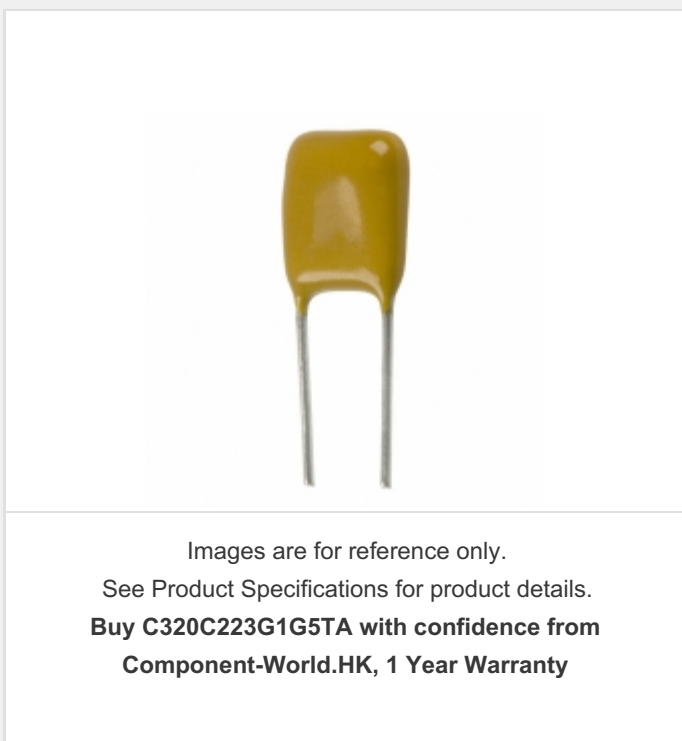 Images are for reference only.
See Product Specifications for product details.
Buy C320C223G1G5TA with confidence from
Component-World.HK, 1 Year Warranty